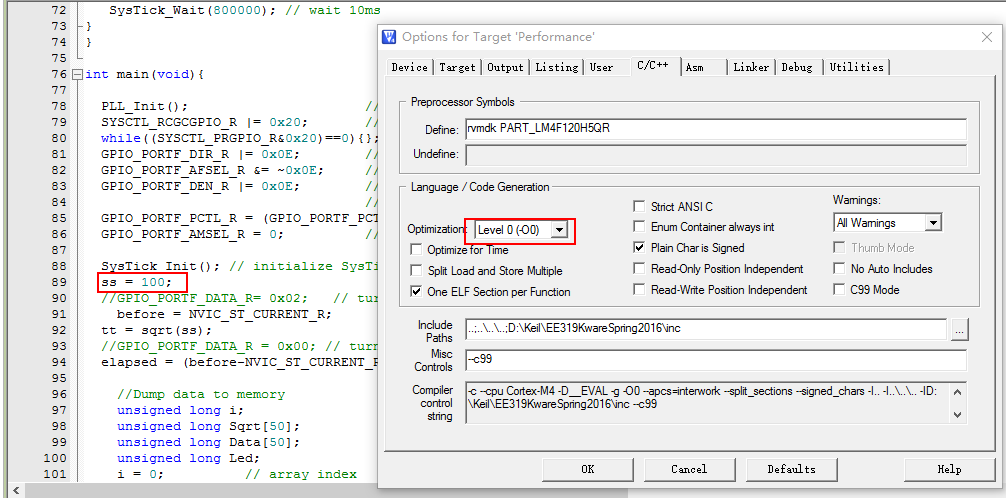 72 SysTick_Wait(800000); // wait 10ms
73 }
74 }
75
76 int main(void){
77
78 PLL_Init(); //
79 SYSCTL_RCGCGPIO_R |= 0x20; //
80 while((SYSCTL_PRGPIO_R&0x20)==0){};
81 GPIO_PORTF_DIR_R |= 0x0E; //
82 GPIO_PORTF_AFSEL_R &= ~0x0E; //
83 GPIO_PORTF_DEN_R |= 0x0E; //
84 //
85 GPIO_PORTF_PCTL_R = (GPIO_PORTF_PCT
86 GPIO_PORTF_AMSEL_R = 0; //
87
88 SysTick_Init(); // initialize SysTi
89 ss = 100;
90 //GPIO_PORTF_DATA_R= 0x02; // tur
91 before = NVIC_ST_CURRENT_R;
92 tt = sqrt(ss);
93 //GPIO_PORTF_DATA_R = 0x00; // turn
94 elapsed = (before-NVIC_ST_CURRENT_R
95
96 //Dump data to memory
97 unsigned long i;
98 unsigned long Sqrt[50];
99 unsigned long Data[50];
100 unsigned long Led;
101 i = 0; // array index
Options for Target 'Performance'
Device Target Output Listing User C/C++ Asm Linker Debug Utilities
Preprocessor Symbols
Define: rvmdk PART_LM4F120H5QR
Undefine:
Language / Code Generation
Optimization: Level 0 (-O0)
Optimize for Time
Split Load and Store Multiple
One ELF Section per Function
Strict ANSI C
Enum Container always int
Plain Char is Signed
Read-Only Position Independent
Read-Write Position Independent
Warnings:
All Warnings
Thumb Mode
No Auto Includes
C99 Mode
Include Paths ..;..\..\..;D:\Keil\EE319KwareSpring2016\inc
...
Misc Controls --c99
Compiler control string -c --cpu Cortex-M4 -D__EVAL -g -O0 --apcs=interwork --split_sections --signed_chars -I.. -I..\..\.. -ID:
\Keil\EE319KwareSpring2016\inc --c99
OK Cancel Defaults Help